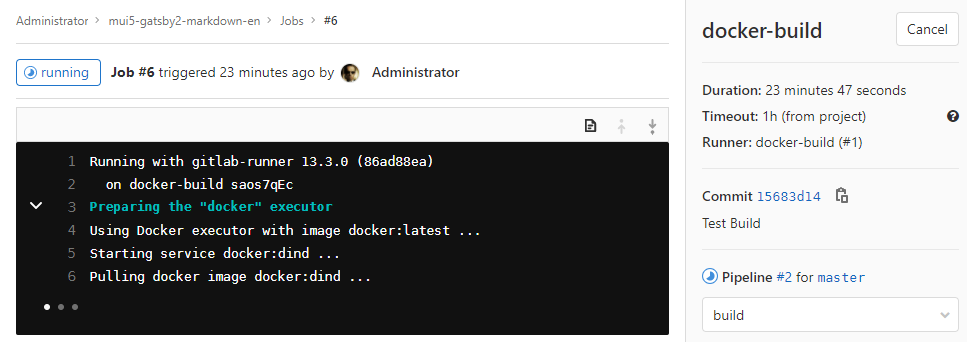 Administrator > mui5-gatsby2-markdown-en > Jobs > #6
running Job #6 triggered 23 minutes ago by Administrator
1 Running with gitlab-runner 13.3.0 (86ad88ea)
2 on docker-build saos7qEc
3 Preparing the "docker" executor
4 Using Docker executor with image docker:latest ...
5 Starting service docker:dind ...
6 Pulling docker image docker:dind ...
docker-build
Cancel
Duration: 23 minutes 47 seconds
Timeout: 1h (from project)
Runner: docker-build (#1)
Commit 15683d14
Test Build
Pipeline #2 for master
build